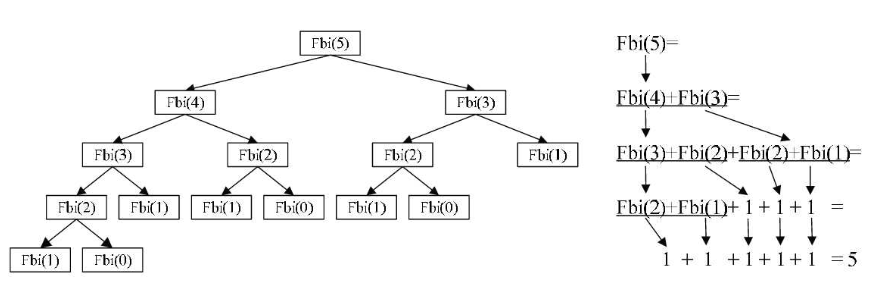 Fbi(5)
Fbi(4) Fbi(3)
Fbi(3) Fbi(2) Fbi(2) Fbi(1)
Fbi(2) Fbi(1) Fbi(1) Fbi(0) Fbi(1) Fbi(0)
Fbi(1) Fbi(0)
Fbi(5)=
Fbi(4)+Fbi(3)=
Fbi(3)+Fbi(2)+Fbi(2)+Fbi(1)=
Fbi(2)+Fbi(1)+1+1+1 =
1 + 1 +1+1+1 =5